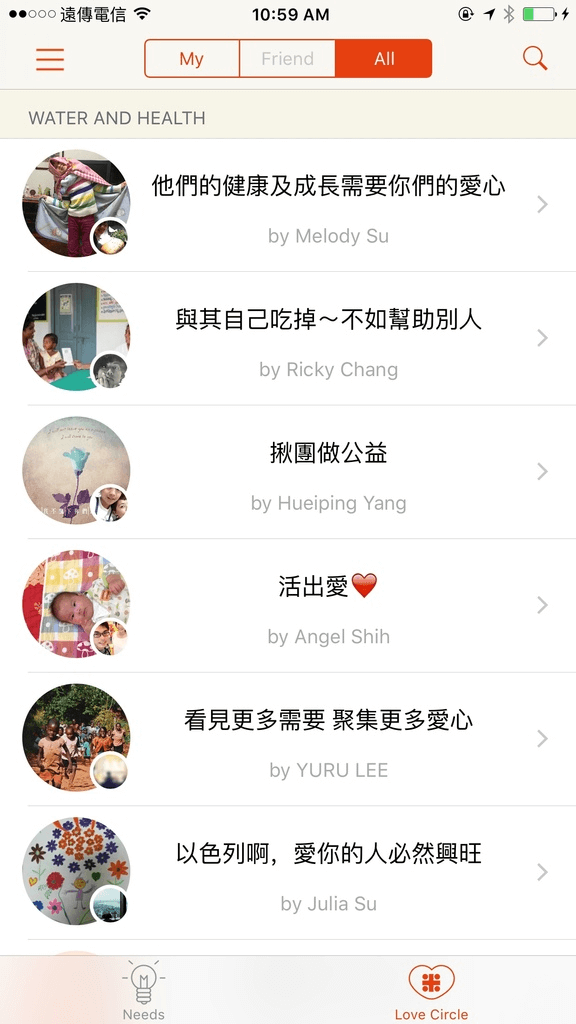 遠傳電信
10:59 AM
My
Friend
All
WATER AND HEALTH
他們的健康及成長需要你們的愛心
by Melody Su
與其自己吃掉～不如幫助別人
by Ricky Chang
揪團做公益
by Hueiping Yang
活出愛❤️
by Angel Shih
看見更多需要 聚集更多愛心
by YURU LEE
以色列啊，愛你的人必然興旺
by Julia Su
Needs
Love Circle